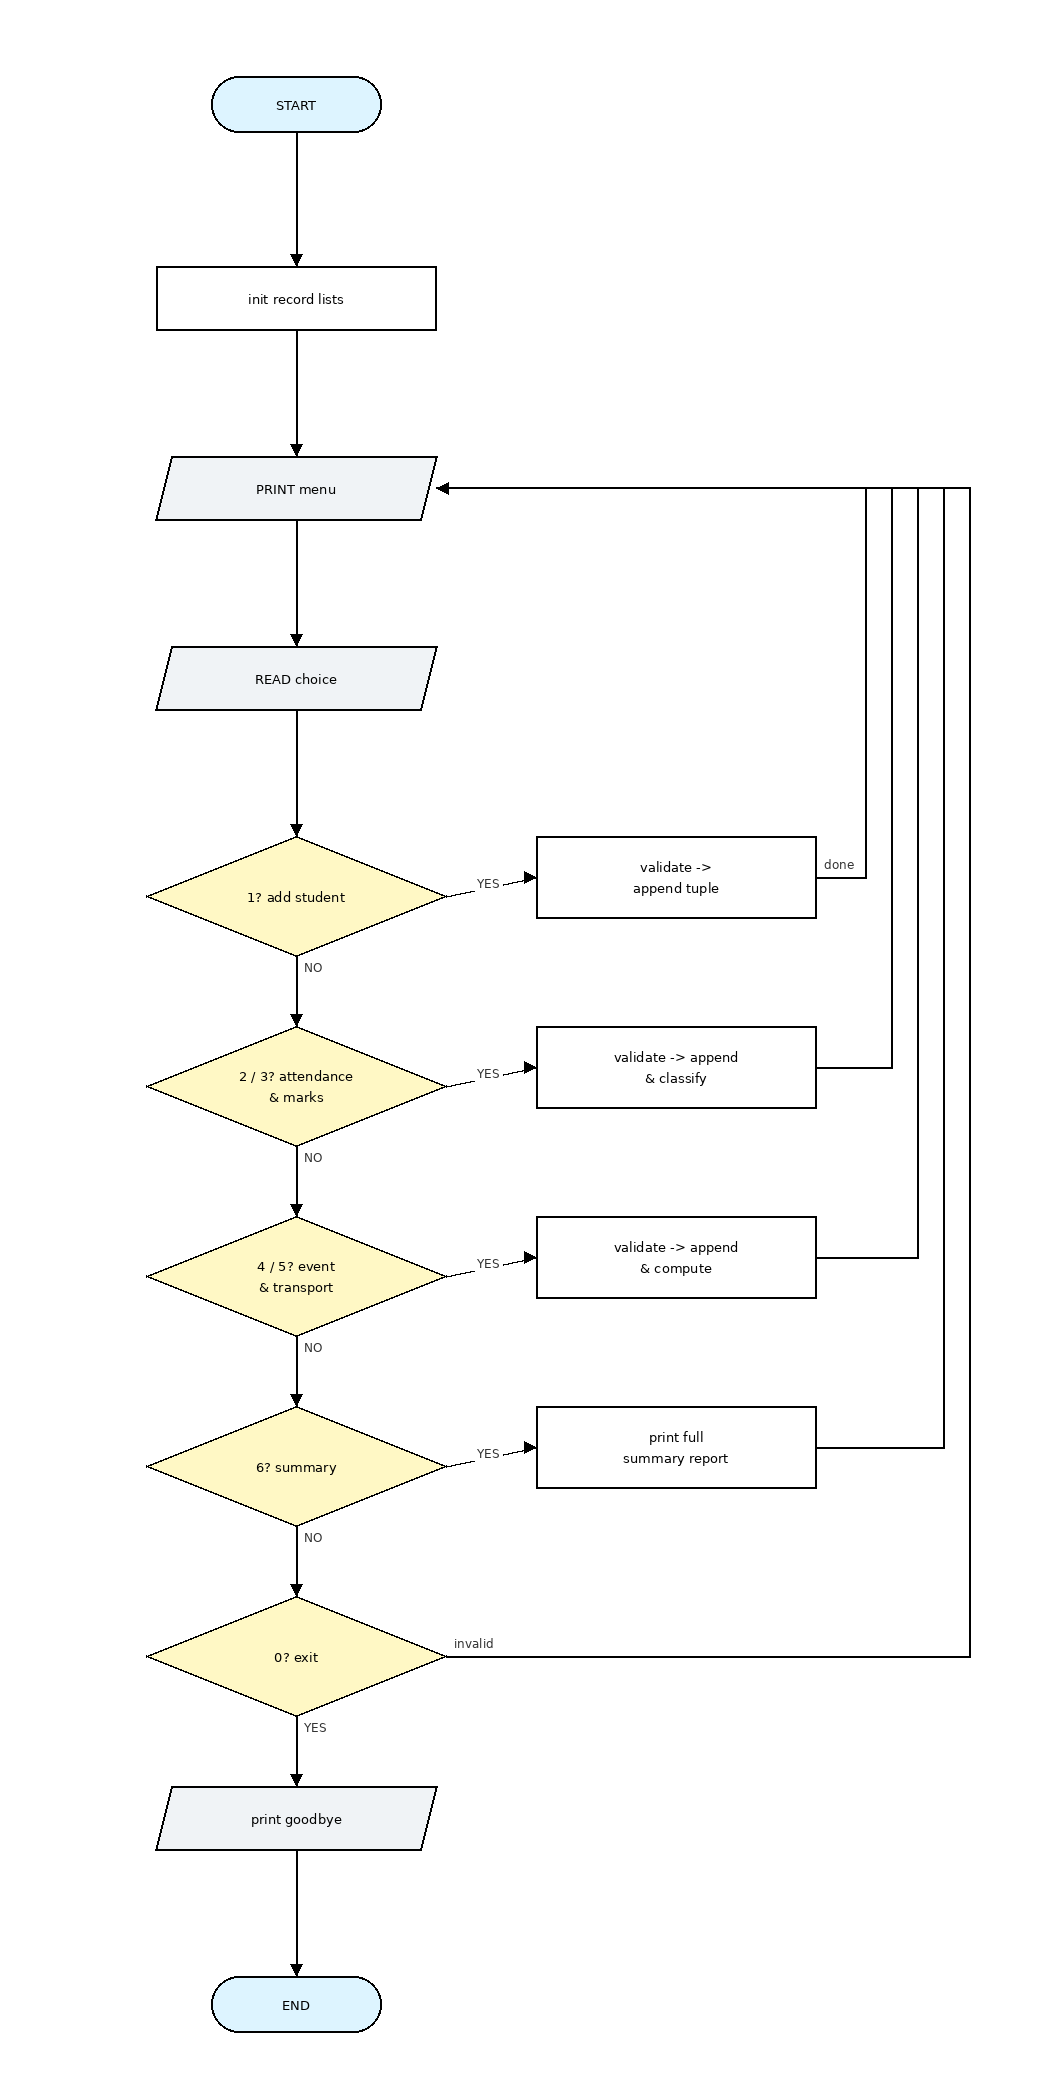 START
init record lists
PRINT menu
READ choice
1? add student
YES
validate ->
append tuple
done
NO
2 / 3? attendance
& marks
YES
validate -> append
& classify
NO
4 / 5? event
& transport
YES
validate -> append
& compute
NO
6? summary
YES
print full
summary report
NO
0? exit
invalid
YES
print goodbye
END